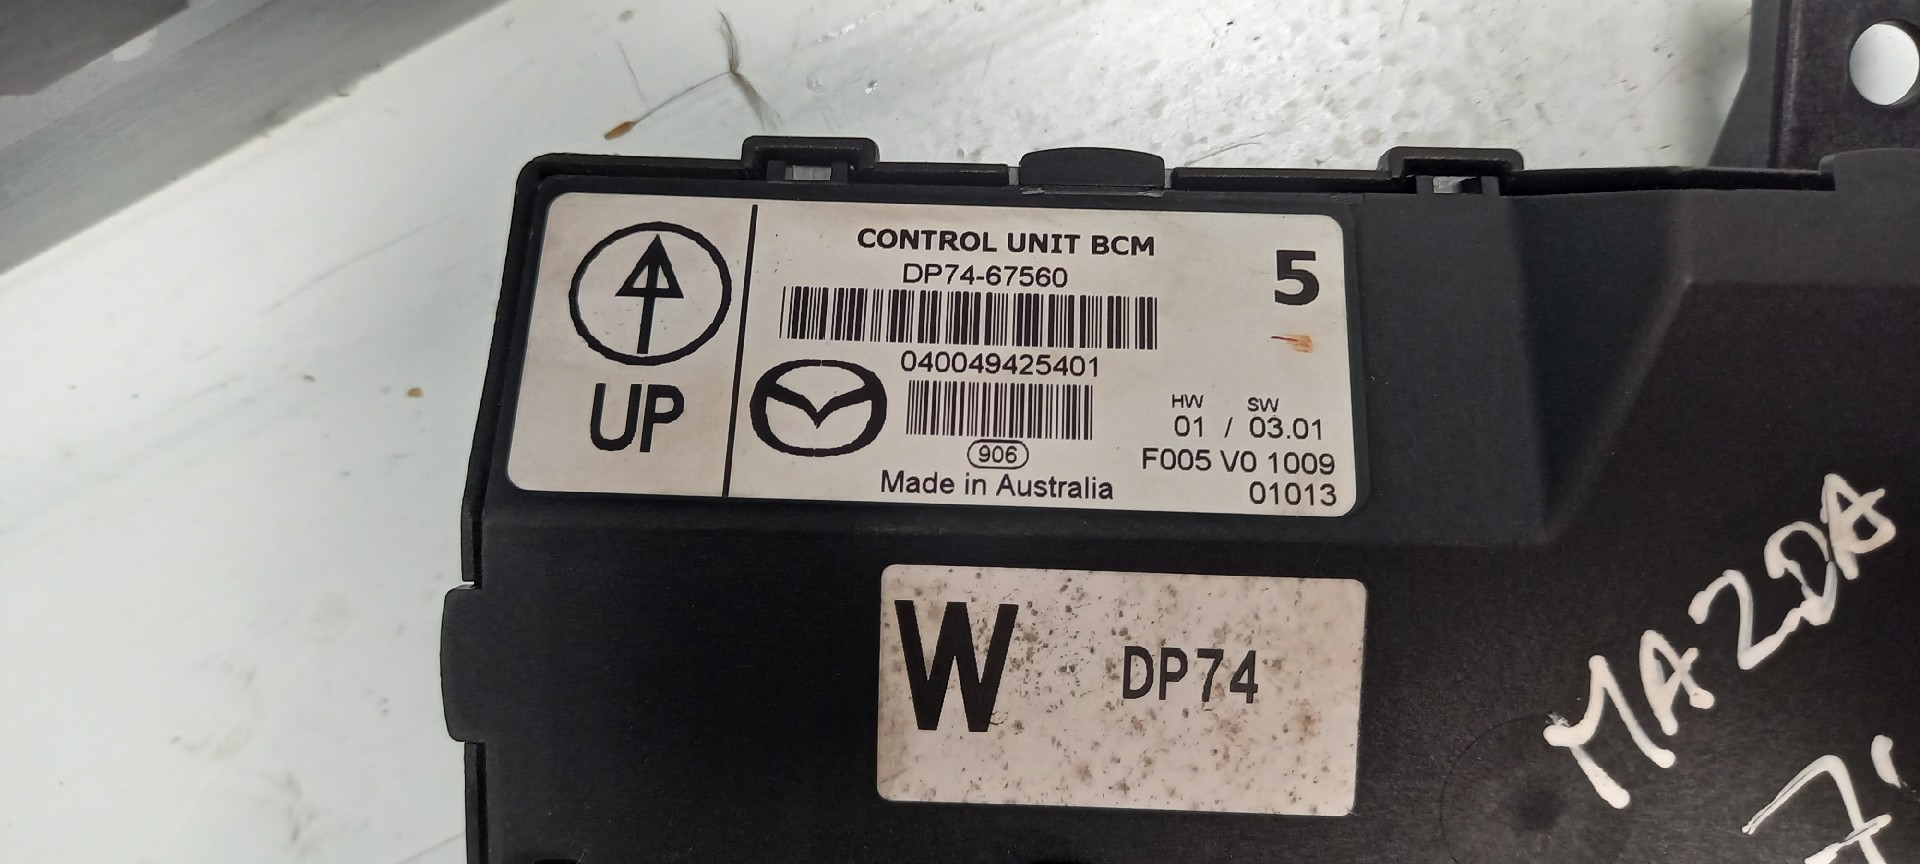 CONTROL UNIT BCM
DP74-67560
5
040049425401
UP
HW SW
01 / 03.01
906
F005 V0 1009
Made in Australia
01013
W DP74
MAZDA
7